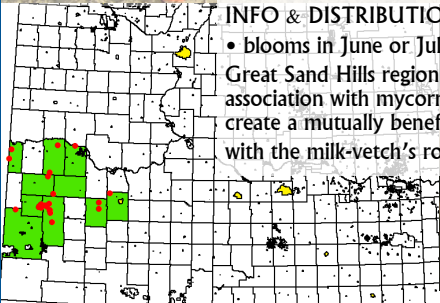 INFO & DISTRIBUTIO
• blooms in June or Jul
Great Sand Hills region
association with mycorr
create a mutually benef
with the milk-vetch's ro